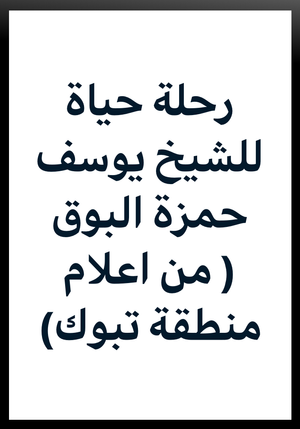 رحلة حياة
للشيخ يوسف
حمزة البوق
( من اعلام
منطقة تبوك)